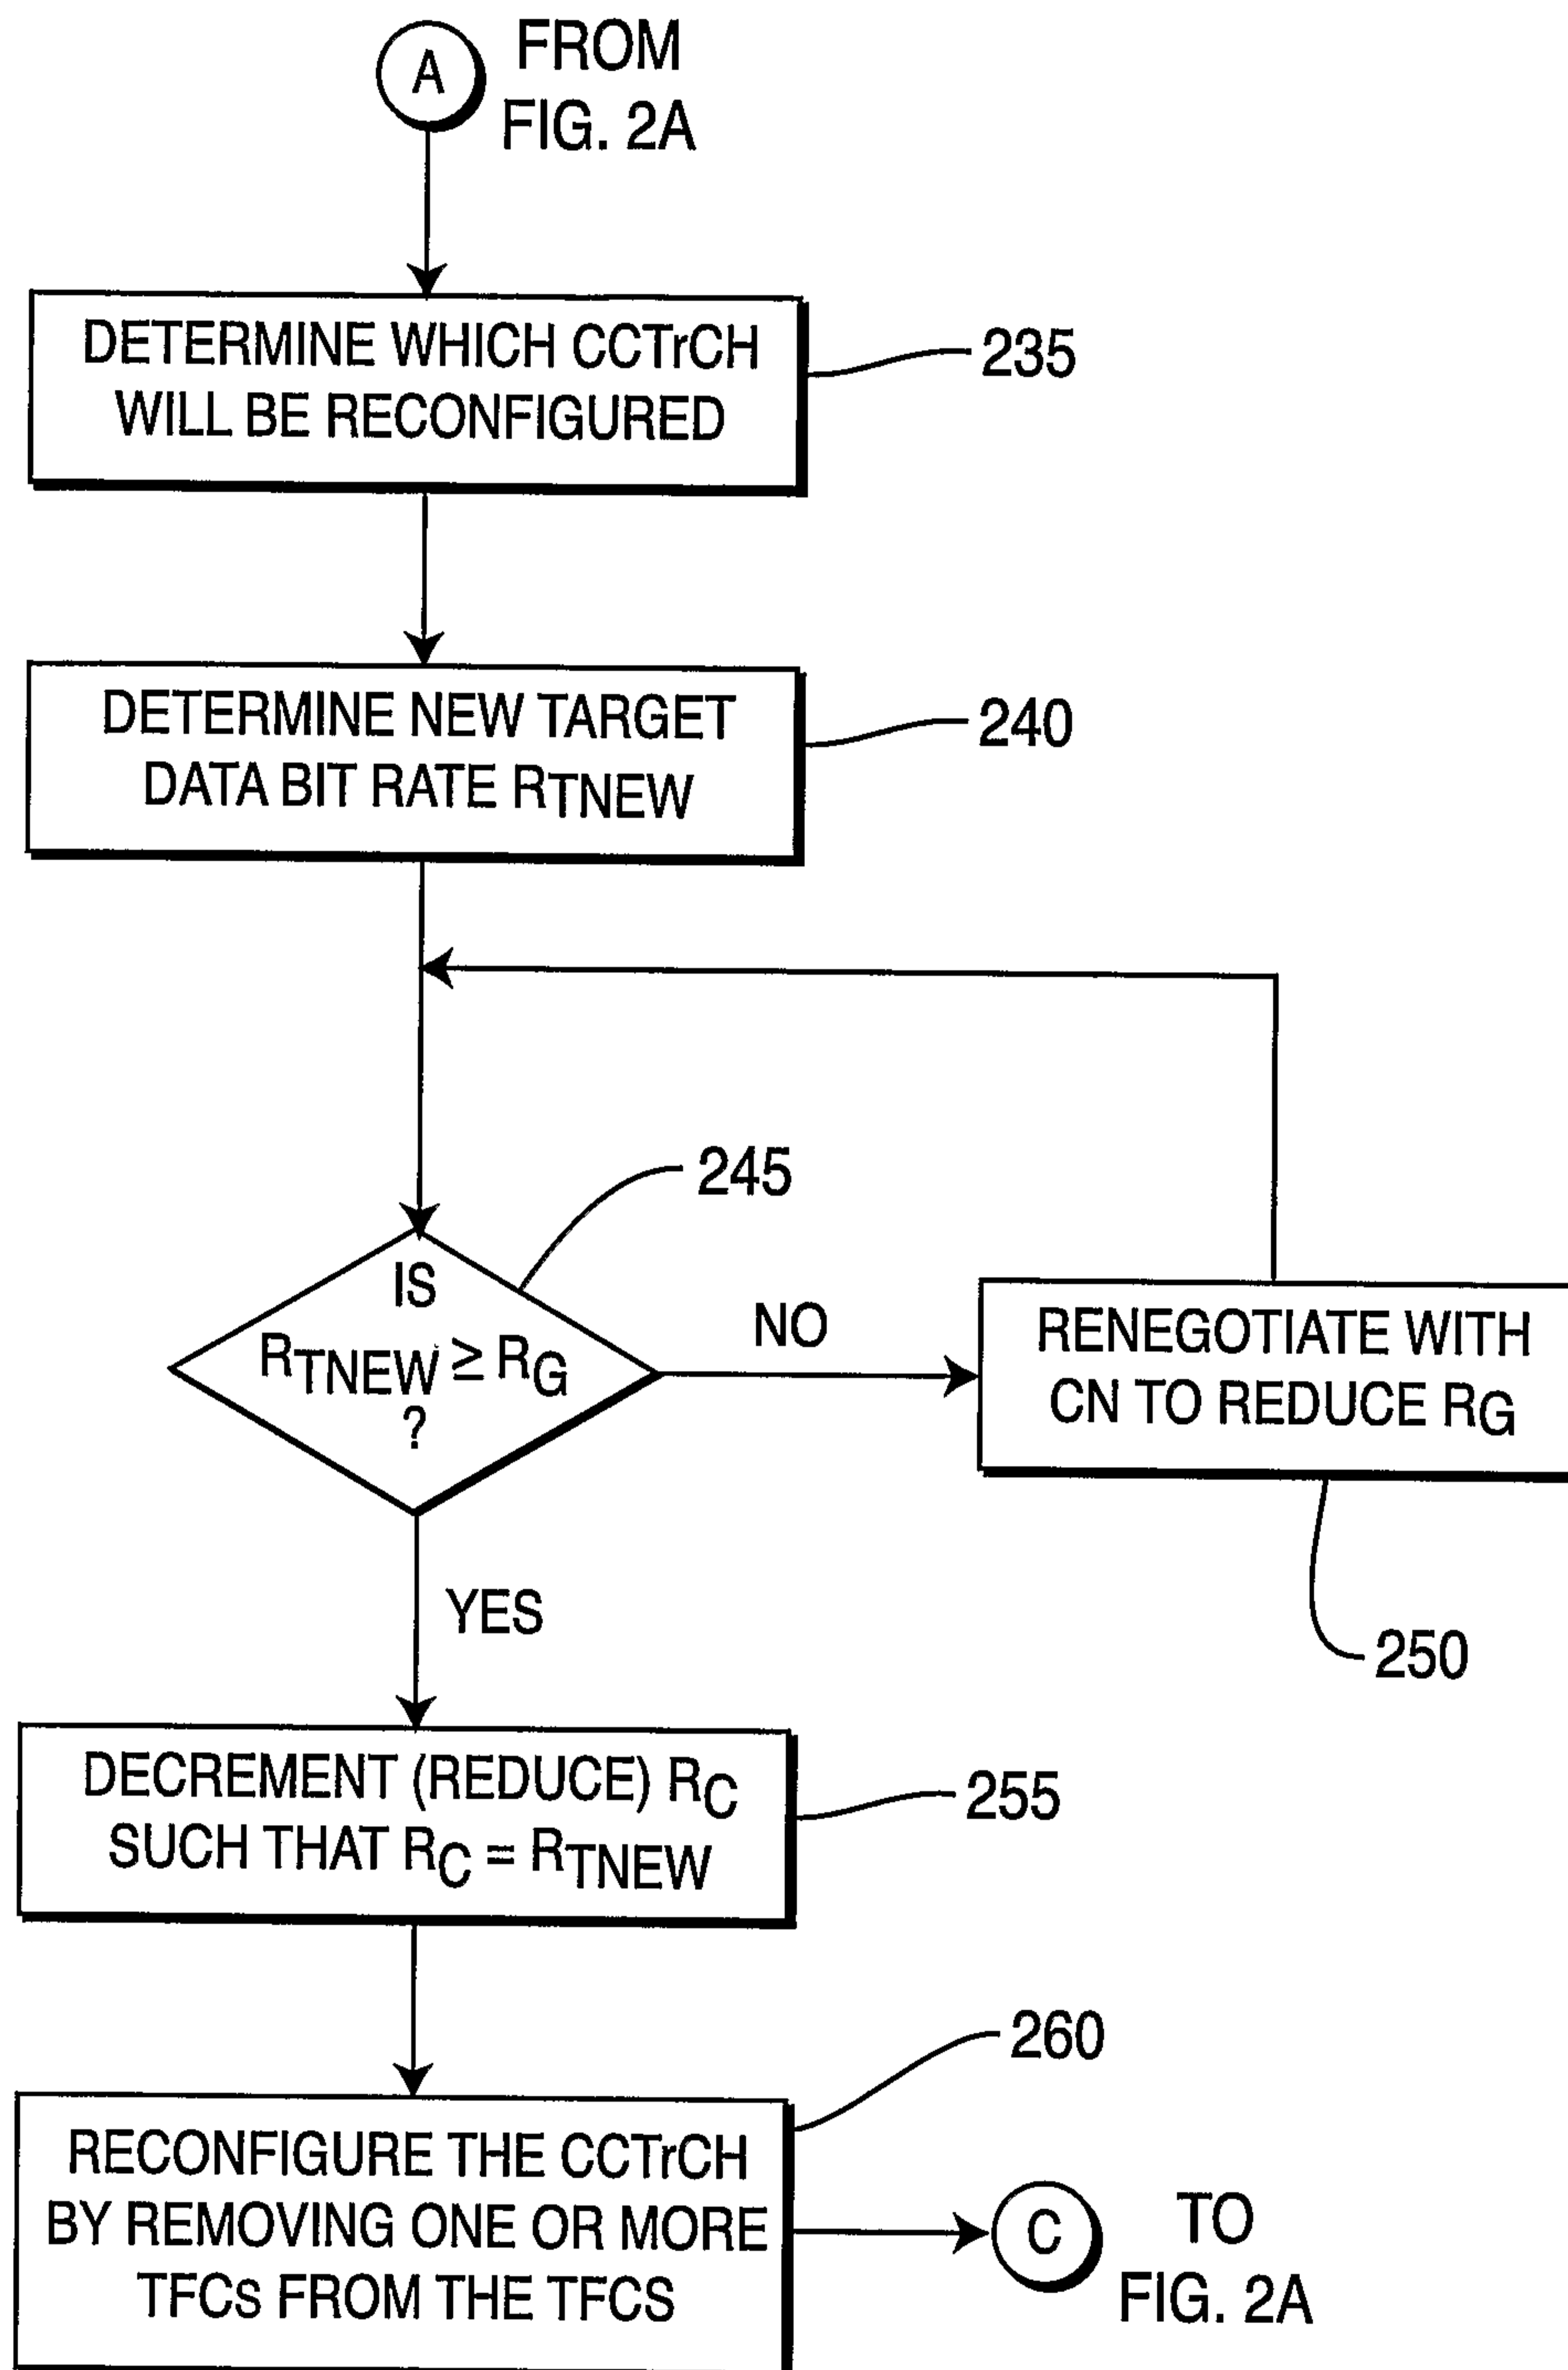 A
FROM
FIG. 2A
DETERMINE WHICH CCTrCH
WILL BE RECONFIGURED
235
DETERMINE NEW TARGET
DATA BIT RATE RTNEW
240
245
IS
RTNEW ≥ RG
?
NO
RENEGOTIATE WITH
CN TO REDUCE RG
250
YES
DECREMENT (REDUCE) RC
SUCH THAT RC = RTNEW
255
260
RECONFIGURE THE CCTrCH
BY REMOVING ONE OR MORE
TFCs FROM THE TFCS
C
TO
FIG. 2A